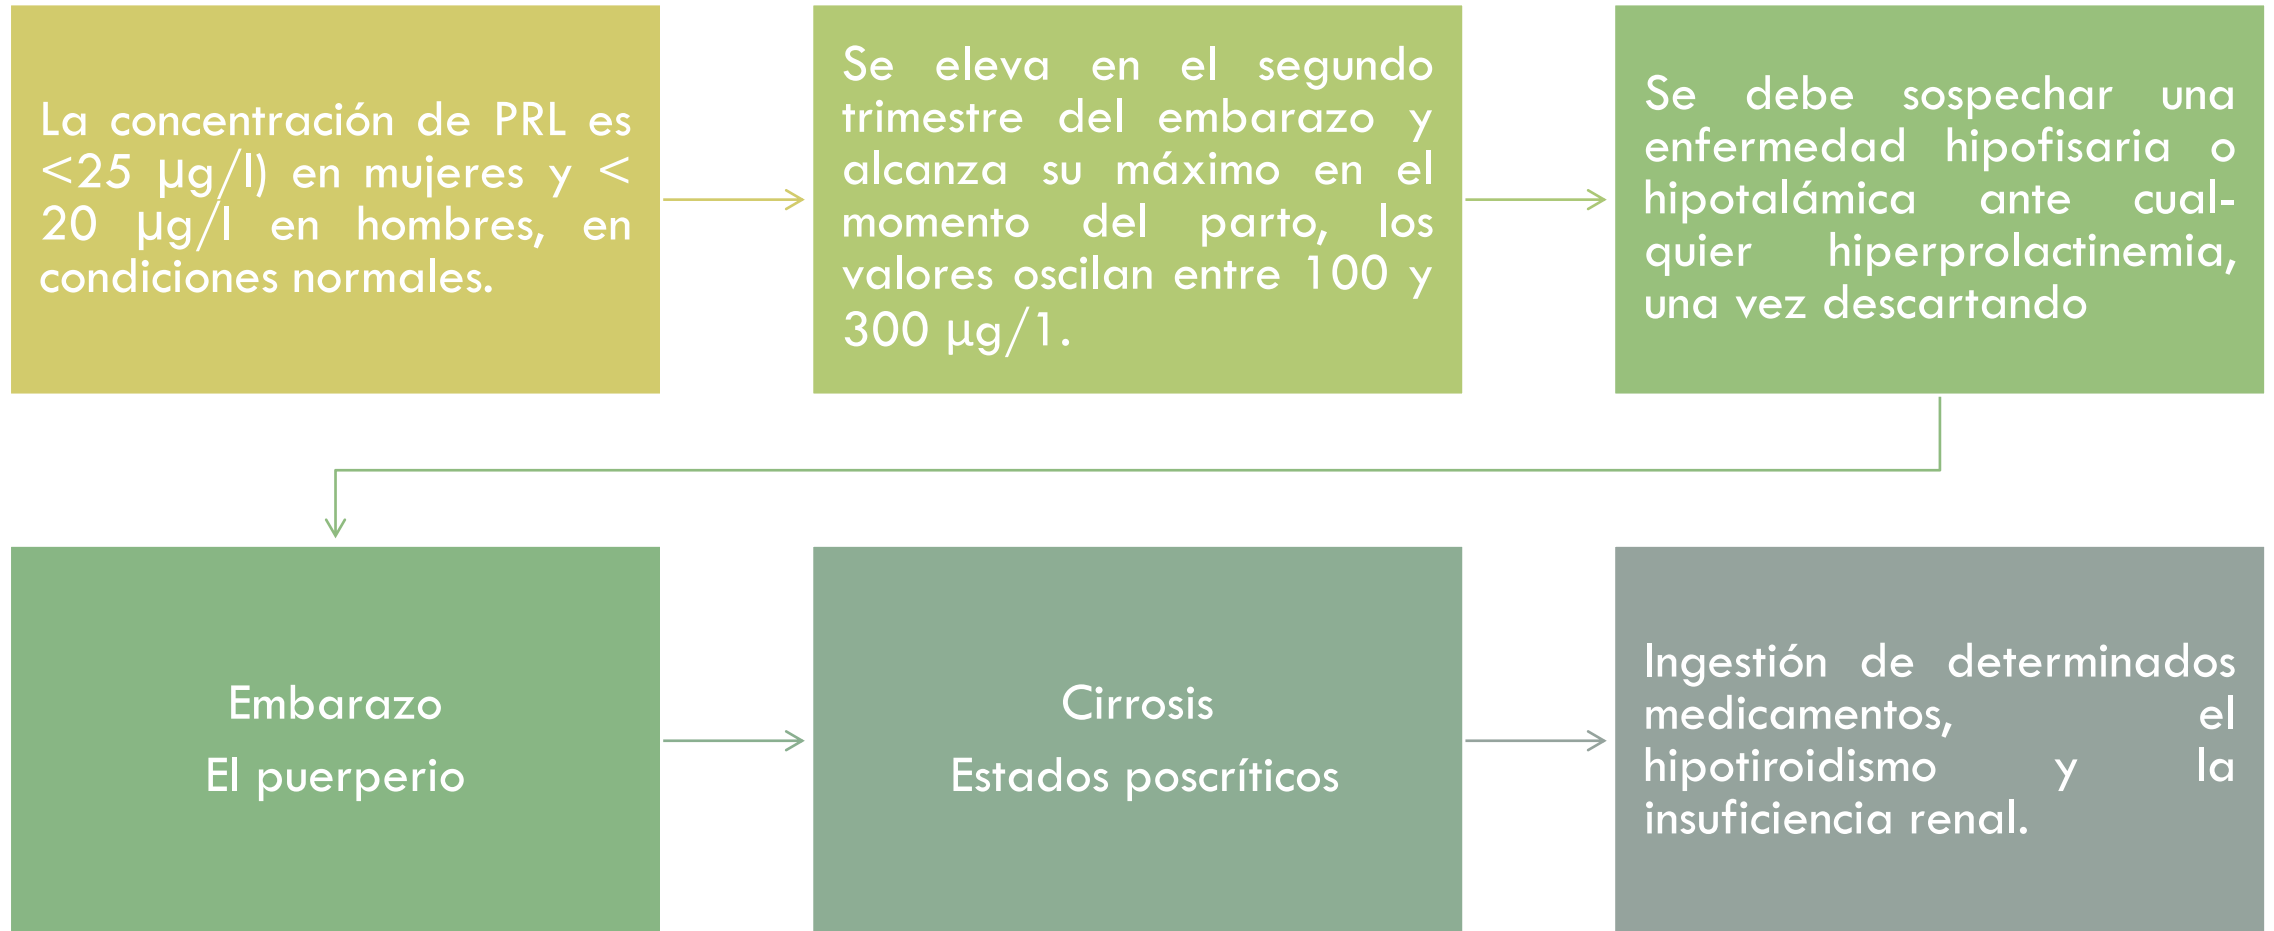 La concentración de PRL es
<25 µg/l) en mujeres y <
20 µg/l en hombres, en
condiciones normales.
Se eleva en el segundo
trimestre del embarazo y
alcanza su máximo en el
momento del parto, los
valores oscilan entre 100 y
300 µg/1.
Se debe sospechar una
enfermedad hipofisaria o
hipotalámica ante cual-
quier hiperprolactinemia,
una vez descartando
Embarazo
El puerperio
Cirrosis
Estados poscríticos
Ingestión de determinados
medicamentos, el
hipotiroidismo y la
insuficiencia renal.